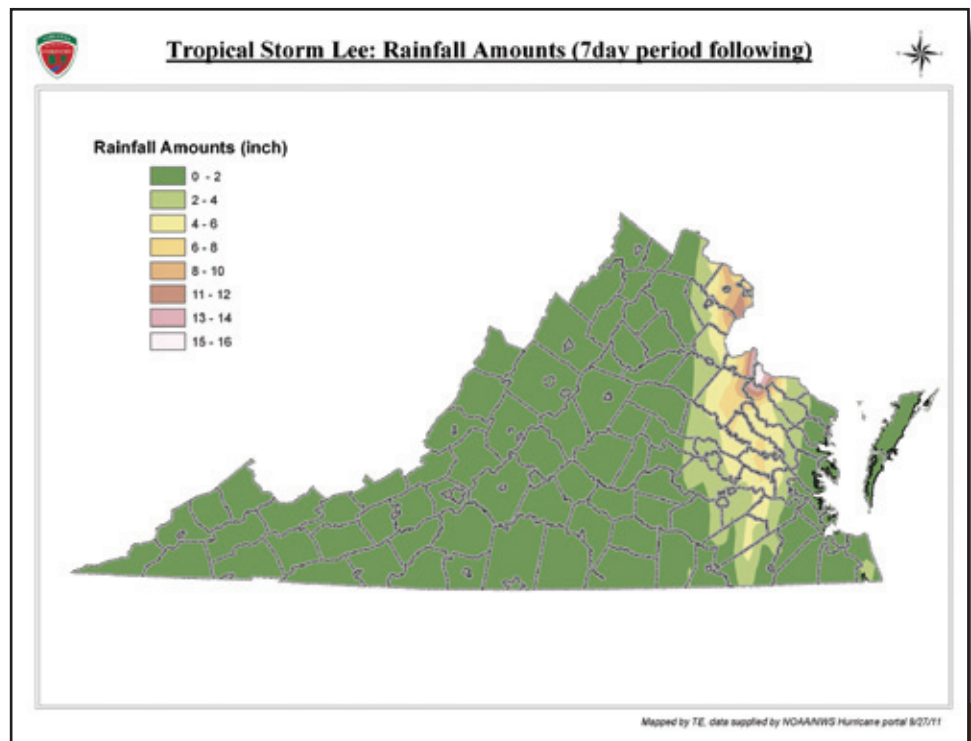 Tropical Storm Lee: Rainfall Amounts (7day period following)
Rainfall Amounts (inch)
0 - 2
2 - 4
4 - 6
6 - 8
8 - 10
11 - 12
13 - 14
15 - 16
Mapped by TE, data supplied by NOAA/NWS Hurricane portal 9/27/11